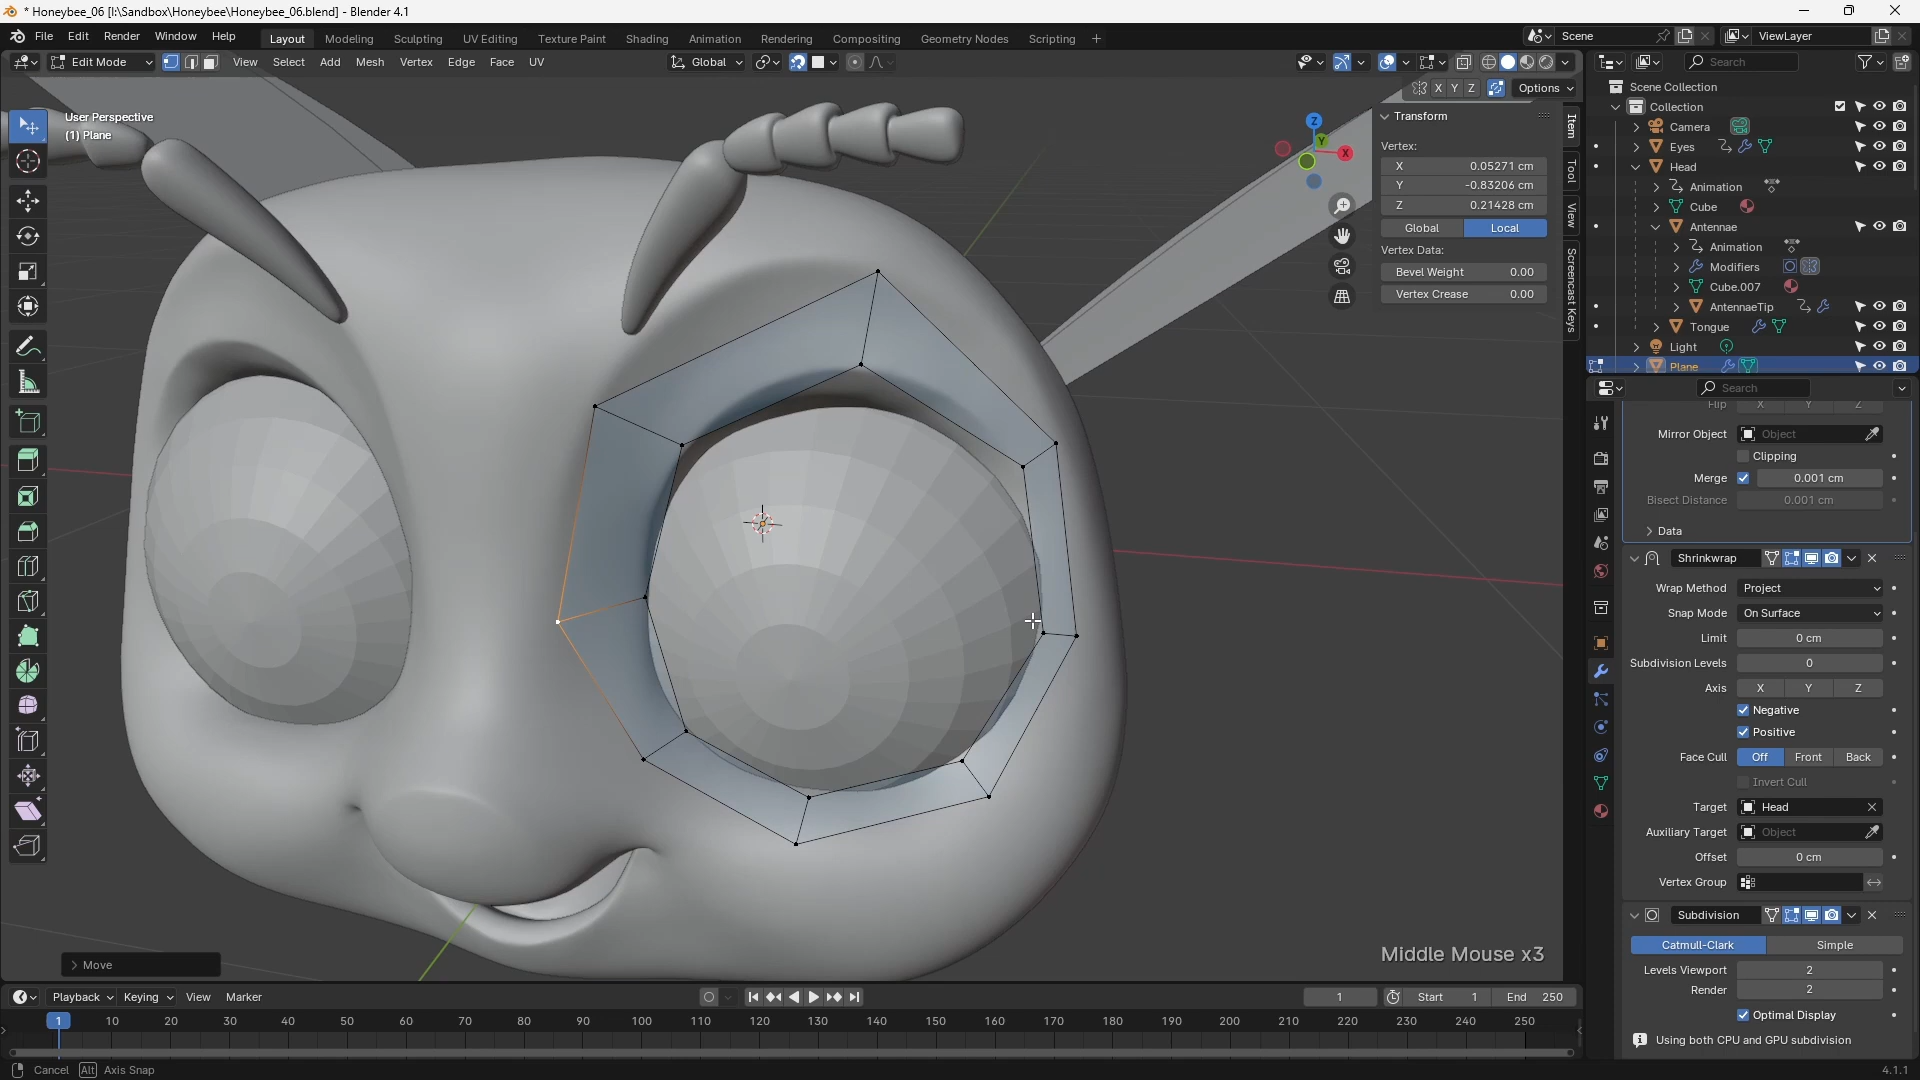 * Honeybee_06 [I:\Sandbox\Honeybee\Honeybee_06.blend] - Blender 4.1
File Edit Render Window Help Layout Modeling Sculpting UV Editing Texture Paint Shading Animation Rendering Compositing Geometry Nodes Scripting + Scene ViewLayer
Edit Mode View Select Add Mesh Vertex Edge Face UV Global Search
X Y Z Options
User Perspective
(1) Plane
Z
Y
X
Transform
Vertex:
X 0.05271 cm
Y -0.83206 cm
Z 0.21428 cm
Global Local
Vertex Data:
Bevel Weight 0.00
Vertex Crease 0.00
Item
Tool
View
Screencast Keys
Scene Collection
Collection
Camera
Eyes
Head
Animation
Cube
Antennae
Animation
Modifiers
Cube.007
AntennaeTip
Tongue
Light
Plane
Search
Flip X Y Z
Mirror Object Object
Clipping
Merge 0.001 cm
Bisect Distance 0.001 cm
Data
Shrinkwrap
Wrap Method Project
Snap Mode On Surface
Limit 0 cm
Subdivision Levels 0
Axis X Y Z
Negative
Positive
Face Cull Off Front Back
Invert Cull
Target Head
Auxiliary Target Object
Offset 0 cm
Vertex Group
Subdivision
Catmull-Clark Simple
Levels Viewport 2
Render 2
Optimal Display
Using both CPU and GPU subdivision
Middle Mouse x3
Move
Playback Keying View Marker 1 Start 1 End 250
1 10 20 30 40 50 60 70 80 90 100 110 120 130 140 150 160 170 180 190 200 210 220 230 240 250
Cancel Alt Axis Snap 4.1.1